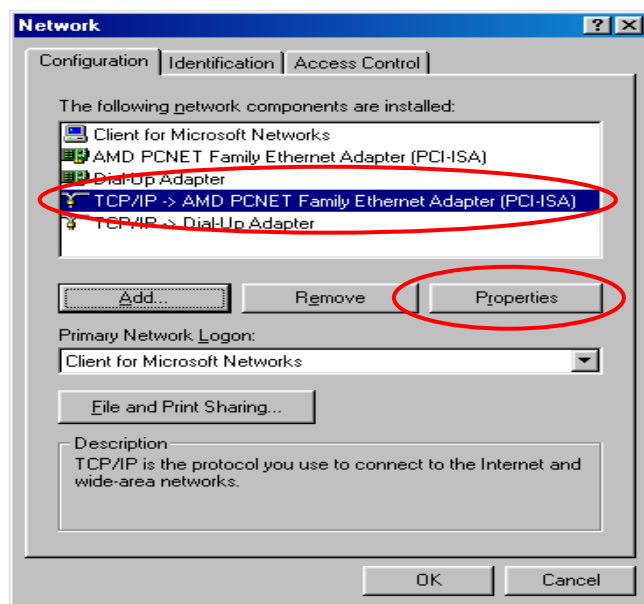 Network
Configuration Identification Access Control
The following network components are installed:
Client for Microsoft Networks
AMD PCNET Family Ethernet Adapter (PCI-ISA)
Dial-Up Adapter
TCP/IP -> AMD PCNET Family Ethernet Adapter (PCI-ISA)
TCP/IP -> Dial-Up Adapter
Add... Remove Properties
Primary Network Logon:
Client for Microsoft Networks
File and Print Sharing...
Description
TCP/IP is the protocol you use to connect to the Internet and
wide-area networks.
OK Cancel